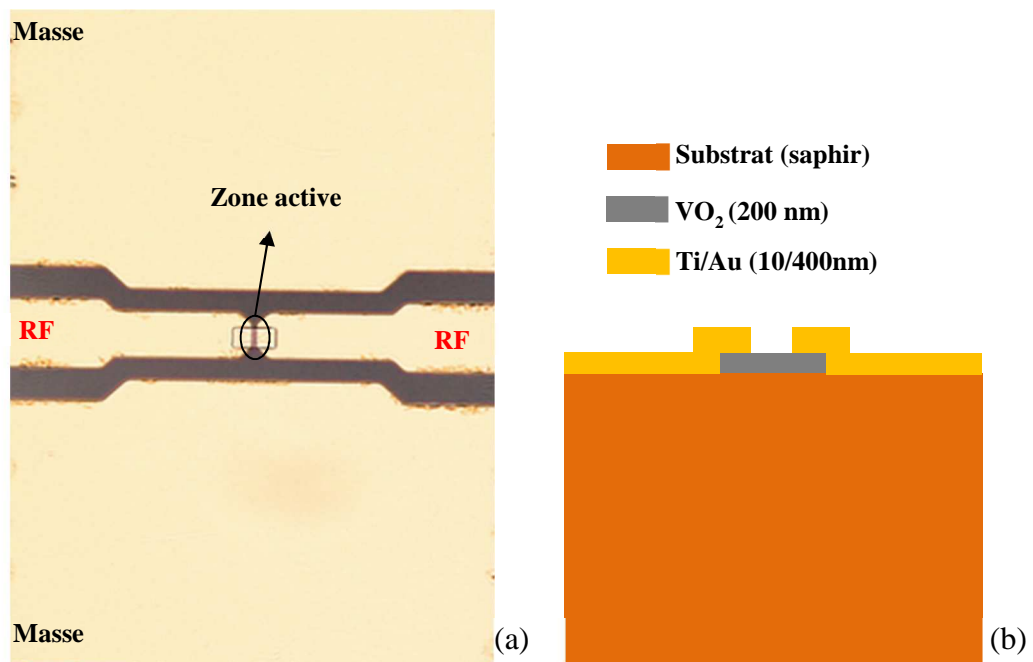 Masse
Zone active
RF
RF
Masse
(a)
Substrat (saphir)
VO₂ (200 nm)
Ti/Au (10/400nm)
(b)